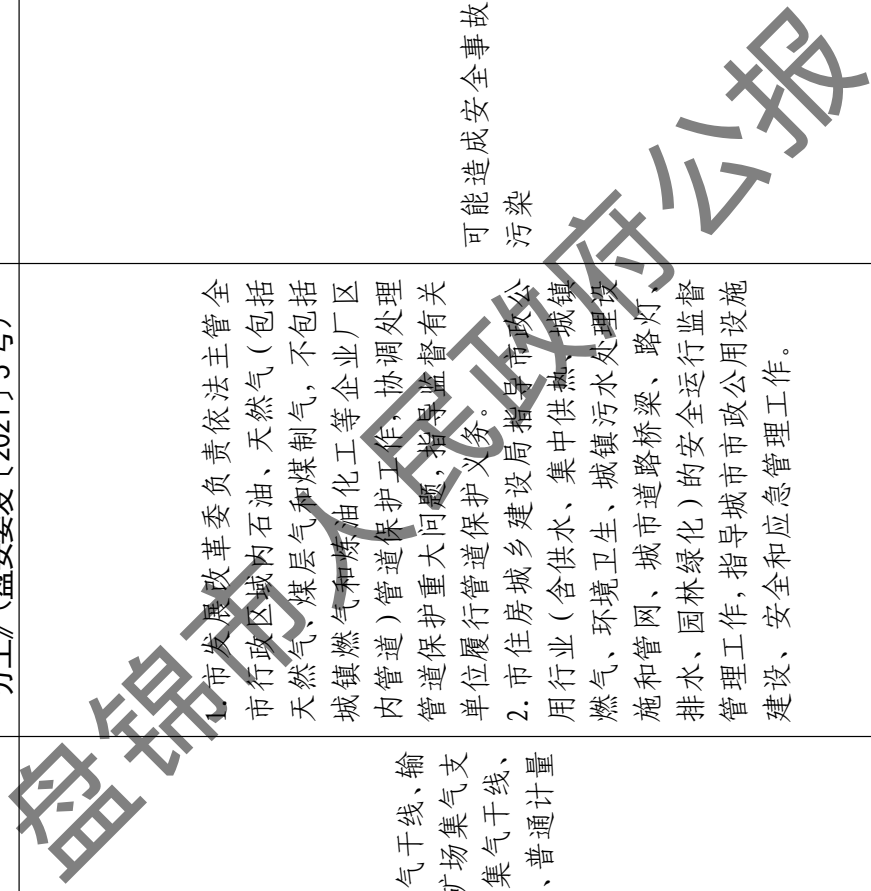 分工》（盘安委发〔2021〕5号）
气干线、输
矿场集气支
集气干线、
、普通计量
1.市发展改革委负责依法主管全
市行政区域内石油、天然气（包括
天然气、煤层气和煤制气，不包括
城镇燃气和炼油化工等企业厂区
内管道）管道保护工作，协调处理
管道保护重大问题，指导监督有关
单位履行管道保护义务。
2.市住房城乡建设局指导市政公
用行业（含供水、集中供热、城镇
燃气、环境卫生、城镇污水处理设
施和管网、城市道路桥梁、路灯、
排水、园林绿化）的安全运行监督
管理工作，指导城市市政公用设施
建设、安全和应急管理工作。
可能造成安全事故
污染
盘锦市人民政府公报